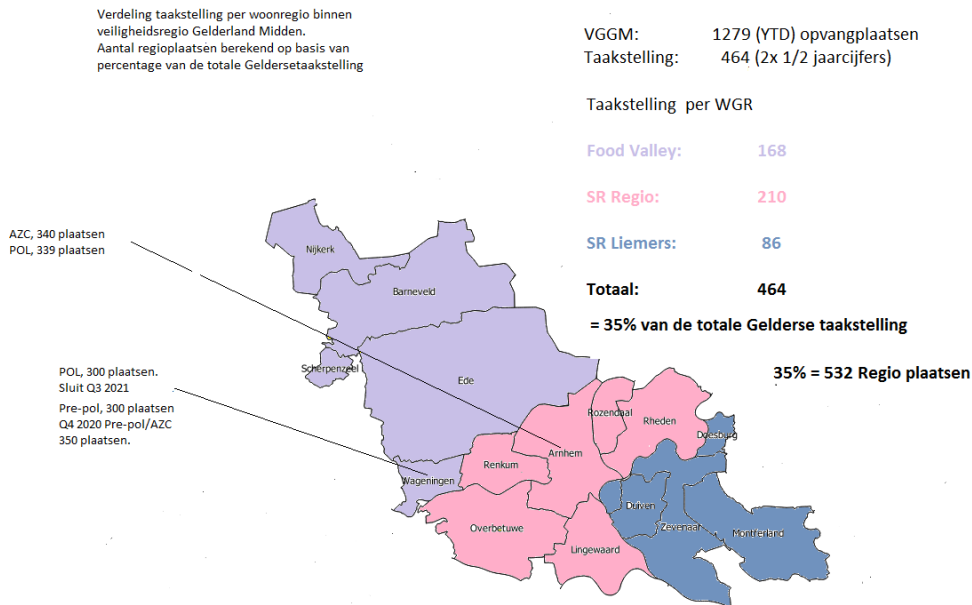 Verdeling taakstelling per woonregio binnen
veiligheidsregio Gelderland Midden.
Aantal regioplaatsen berekend op basis van
percentage van de totale Geldersetaakstelling
VGGM: 1279 (YTD) opvangplaatsen
Taakstelling: 464 (2x 1/2 jaarcijfers)
Taakstelling per WGR
Food Valley: 168
SR Regio: 210
SR Liemers: 86
Totaal: 464
= 35% van de totale Gelderse taakstelling
35% = 532 Regio plaatsen
AZC, 340 plaatsen
POL, 339 plaatsen
POL, 300 plaatsen.
Sluit Q3 2021
Pre-pol, 300 plaatsen
Q4 2020 Pre-pol/AZC
350 plaatsen.
Nijkerk
Barneveld
Scherpenzeel
Ede
Rozendaal
Rheden
Doesburg
Arnhem
Renkum
Wageningen
Duiven
Zevenaar
Montferland
Overbetuwe
Lingewaard